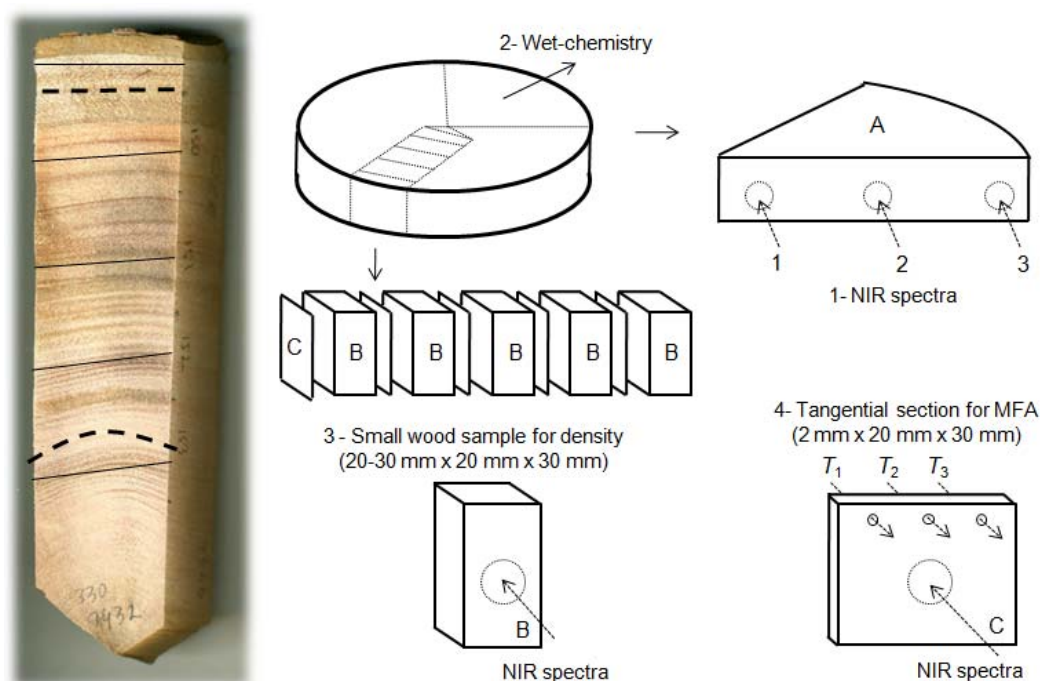 2- Wet-chemistry
A
1
2
3
1- NIR spectra
C
B
B
B
B
B
3 - Small wood sample for density
(20-30 mm x 20 mm x 30 mm)
B
NIR spectra
4- Tangential section for MFA
(2 mm x 20 mm x 30 mm)
T1 T2 T3
C
NIR spectra
330
9432